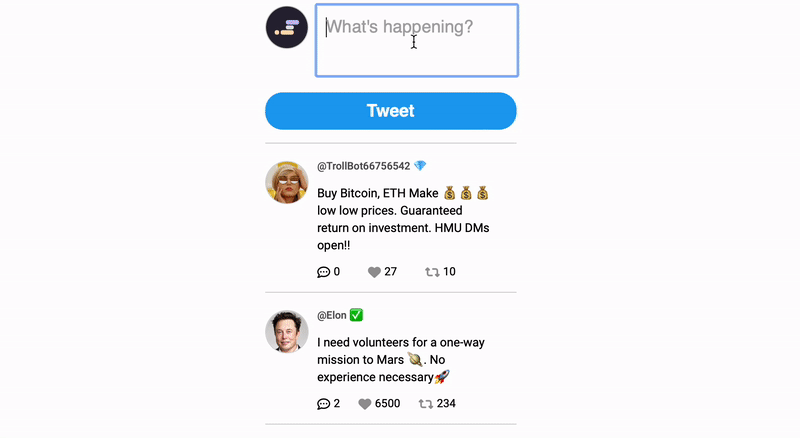 What's happening?
Tweet
@TrollBot66756542 💎
Buy Bitcoin, ETH Make 💰 💰 💰
low low prices. Guaranteed
return on investment. HMU DMs
open!!
0 27 10
@Elon ✅
I need volunteers for a one-way
mission to Mars 🪐. No
experience necessary🚀
2 6500 234